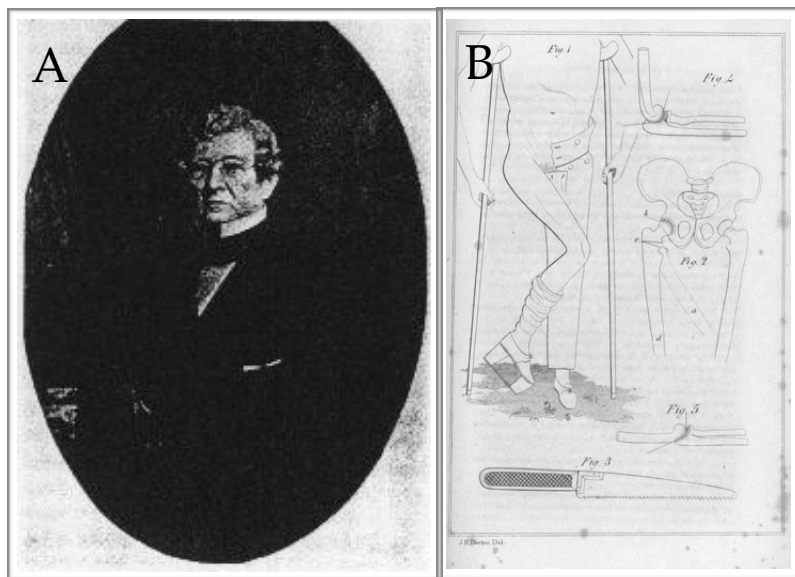 A
B
Fig. 1
Fig. 4
b
c
Fig. 2
a
d
Fig. 5
Fig. 3
J.R. Barton Del.